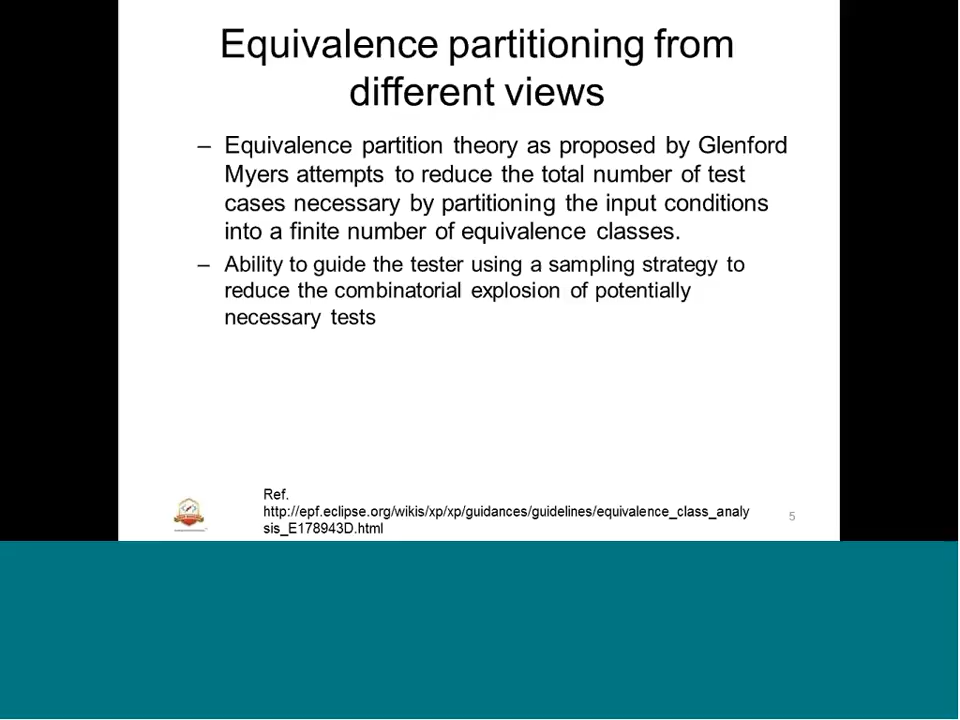 Equivalence partitioning from
different views
– Equivalence partition theory as proposed by Glenford
Myers attempts to reduce the total number of test
cases necessary by partitioning the input conditions
into a finite number of equivalence classes.
– Ability to guide the tester using a sampling strategy to
reduce the combinatorial explosion of potentially
necessary tests
Ref.
http://epf.eclipse.org/wikis/xp/xp/guidances/guidelines/equivalence_class_analy
sis_E178943D.html
5